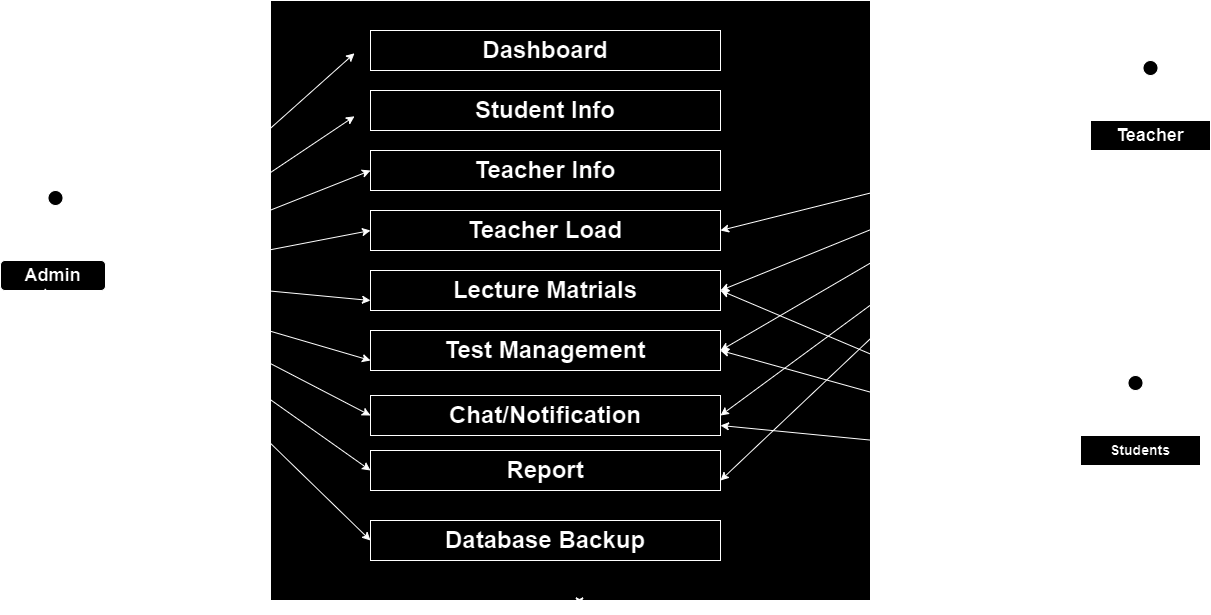 Dashboard
Student Info
Teacher Info
Teacher Load
Lecture Matrials
Test Management
Chat/Notification
Report
Database Backup
Admin
Teacher
Students